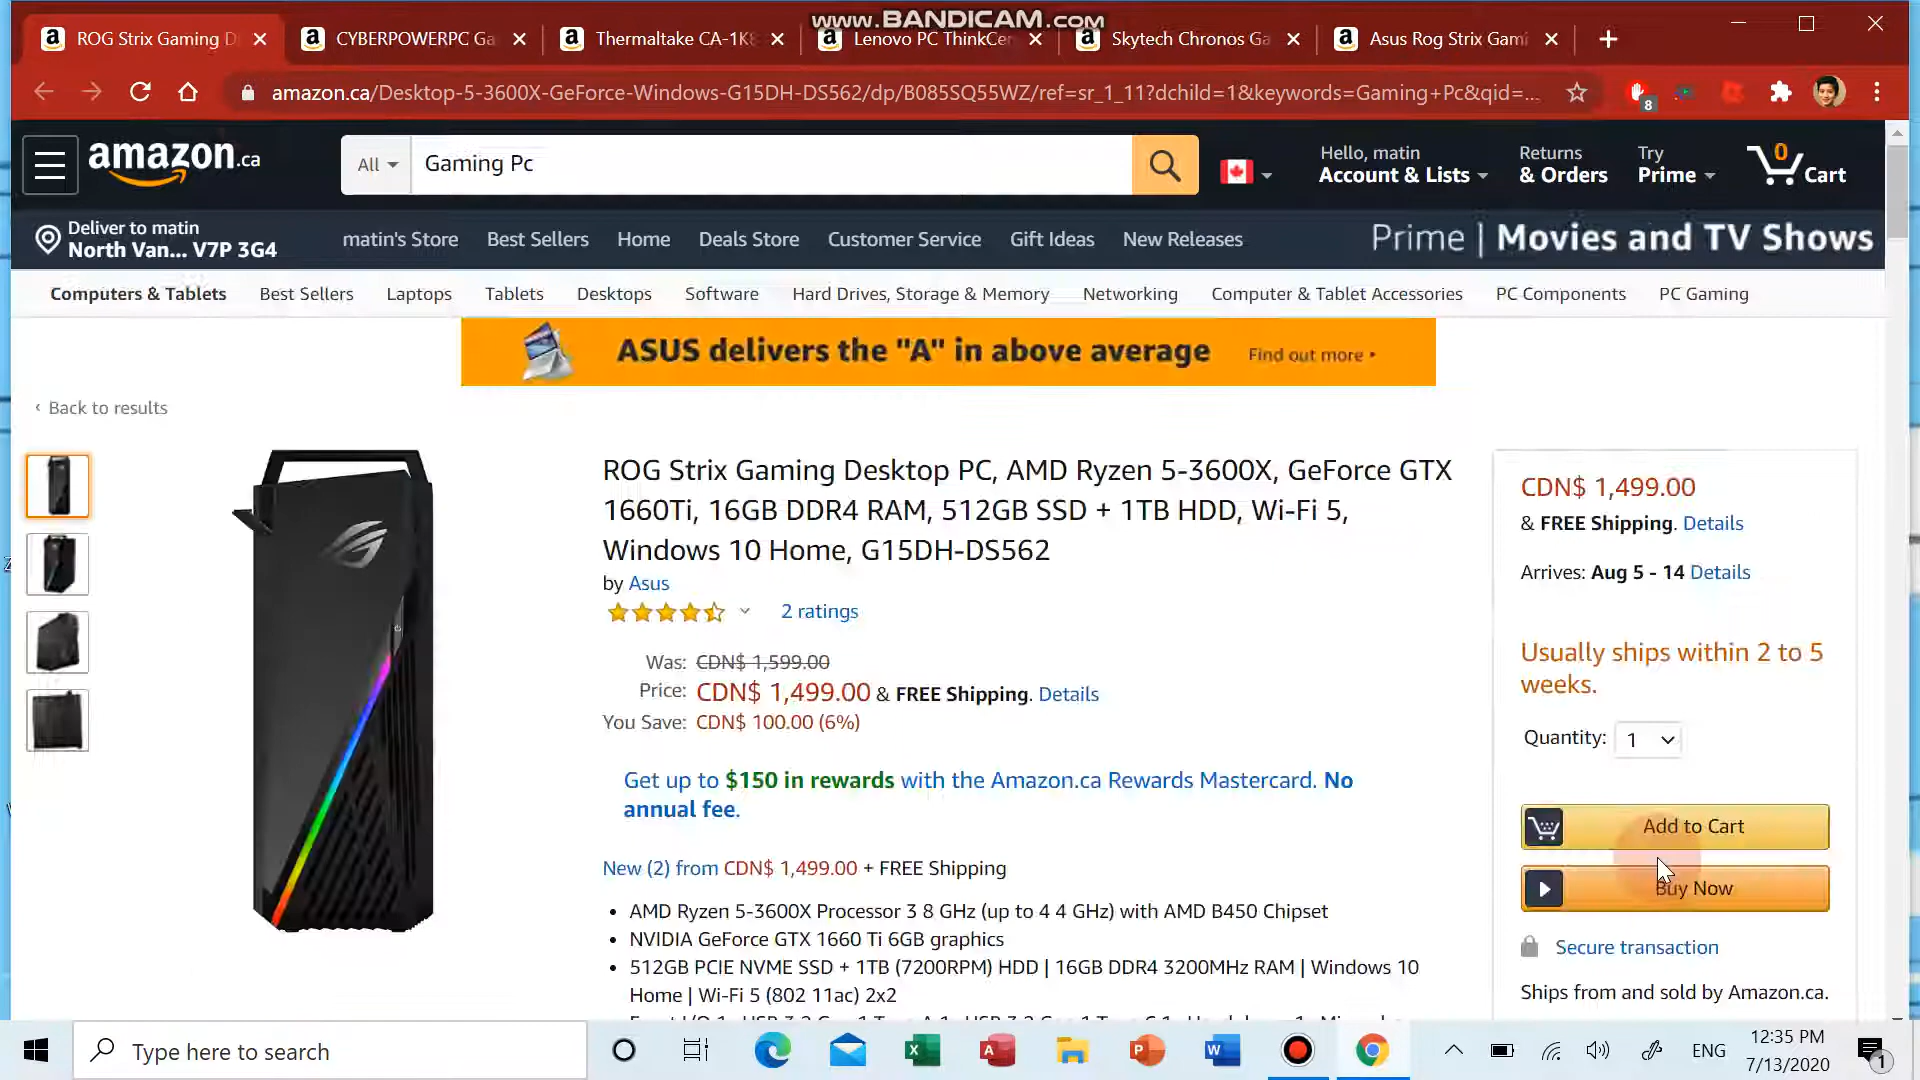 www.BANDICAM.com
ROG Strix Gaming D
CYBERPOWERPC Ga
Thermaltake CA-1K8
Lenovo PC ThinkCen
Skytech Chronos Ga
Asus Rog Strix Gami
amazon.ca/Desktop-5-3600X-GeForce-Windows-G15DH-DS562/dp/B085SQ55WZ/ref=sr_1_11?dchild=1&keywords=Gaming+Pc&qid=...
8
amazon.ca
All
Gaming Pc
Hello, matin
Account & Lists
Returns
& Orders
Try
Prime
0
Cart
Deliver to matin
North Van... V7P 3G4
matin's Store
Best Sellers
Home
Deals Store
Customer Service
Gift Ideas
New Releases
Prime | Movies and TV Shows
Computers & Tablets
Best Sellers
Laptops
Tablets
Desktops
Software
Hard Drives, Storage & Memory
Networking
Computer & Tablet Accessories
PC Components
PC Gaming
ASUS delivers the "A" in above average
Find out more
‹ Back to results
ROG Strix Gaming Desktop PC, AMD Ryzen 5-3600X, GeForce GTX
1660Ti, 16GB DDR4 RAM, 512GB SSD + 1TB HDD, Wi-Fi 5,
Windows 10 Home, G15DH-DS562
by Asus
2 ratings
Was: CDN$ 1,599.00
Price: CDN$ 1,499.00 & FREE Shipping. Details
You Save: CDN$ 100.00 (6%)
Get up to $150 in rewards with the Amazon.ca Rewards Mastercard. No
annual fee.
New (2) from CDN$ 1,499.00 + FREE Shipping
• AMD Ryzen 5-3600X Processor 3 8 GHz (up to 4 4 GHz) with AMD B450 Chipset
• NVIDIA GeForce GTX 1660 Ti 6GB graphics
• 512GB PCIE NVME SSD + 1TB (7200RPM) HDD | 16GB DDR4 3200MHz RAM | Windows 10
Home | Wi-Fi 5 (802 11ac) 2x2
CDN$ 1,499.00
& FREE Shipping. Details
Arrives: Aug 5 - 14 Details
Usually ships within 2 to 5
weeks.
Quantity: 1
Add to Cart
Buy Now
Secure transaction
Ships from and sold by Amazon.ca.
Type here to search
ENG
12:35 PM
7/13/2020
1